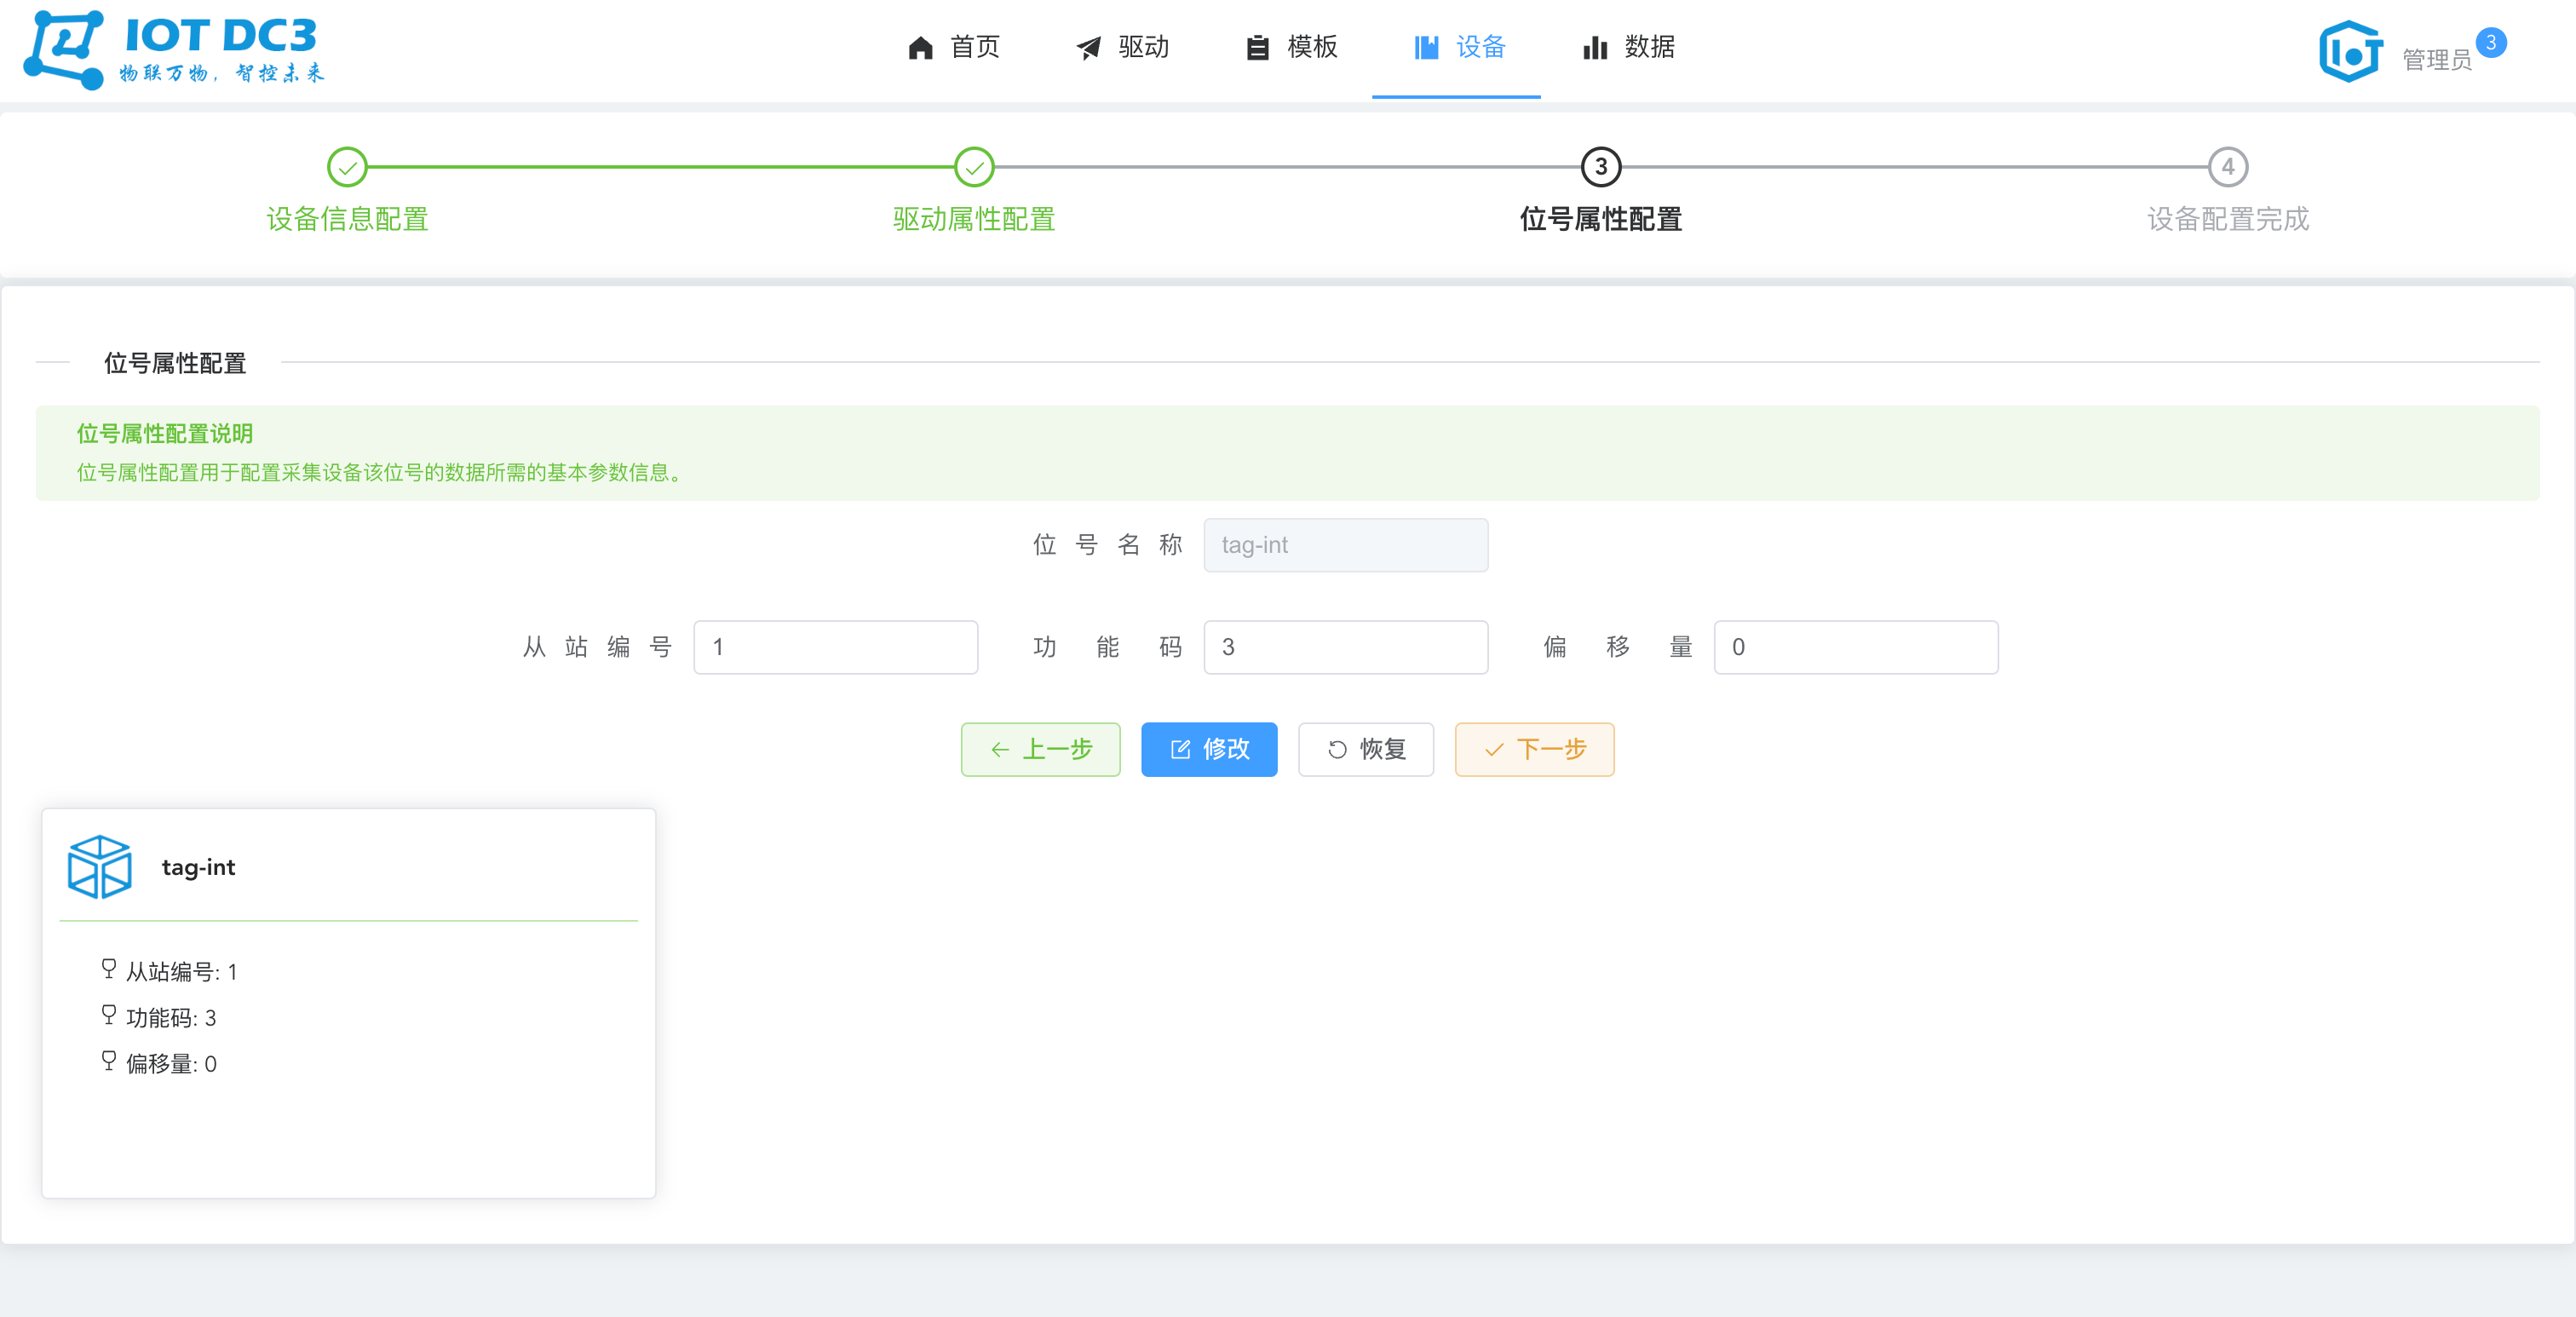 IOT DC3
物联万物，智控未来
首页
驱动
模板
设备
数据
管理员
3
设备信息配置
驱动属性配置
3
位号属性配置
4
设备配置完成
位号属性配置
位号属性配置说明
位号属性配置用于配置采集设备该位号的数据所需的基本参数信息。
位号名称 tag-int
从站编号 1 功能码 3 偏移量 0
上一步 修改 恢复 下一步
tag-int
从站编号: 1
功能码: 3
偏移量: 0